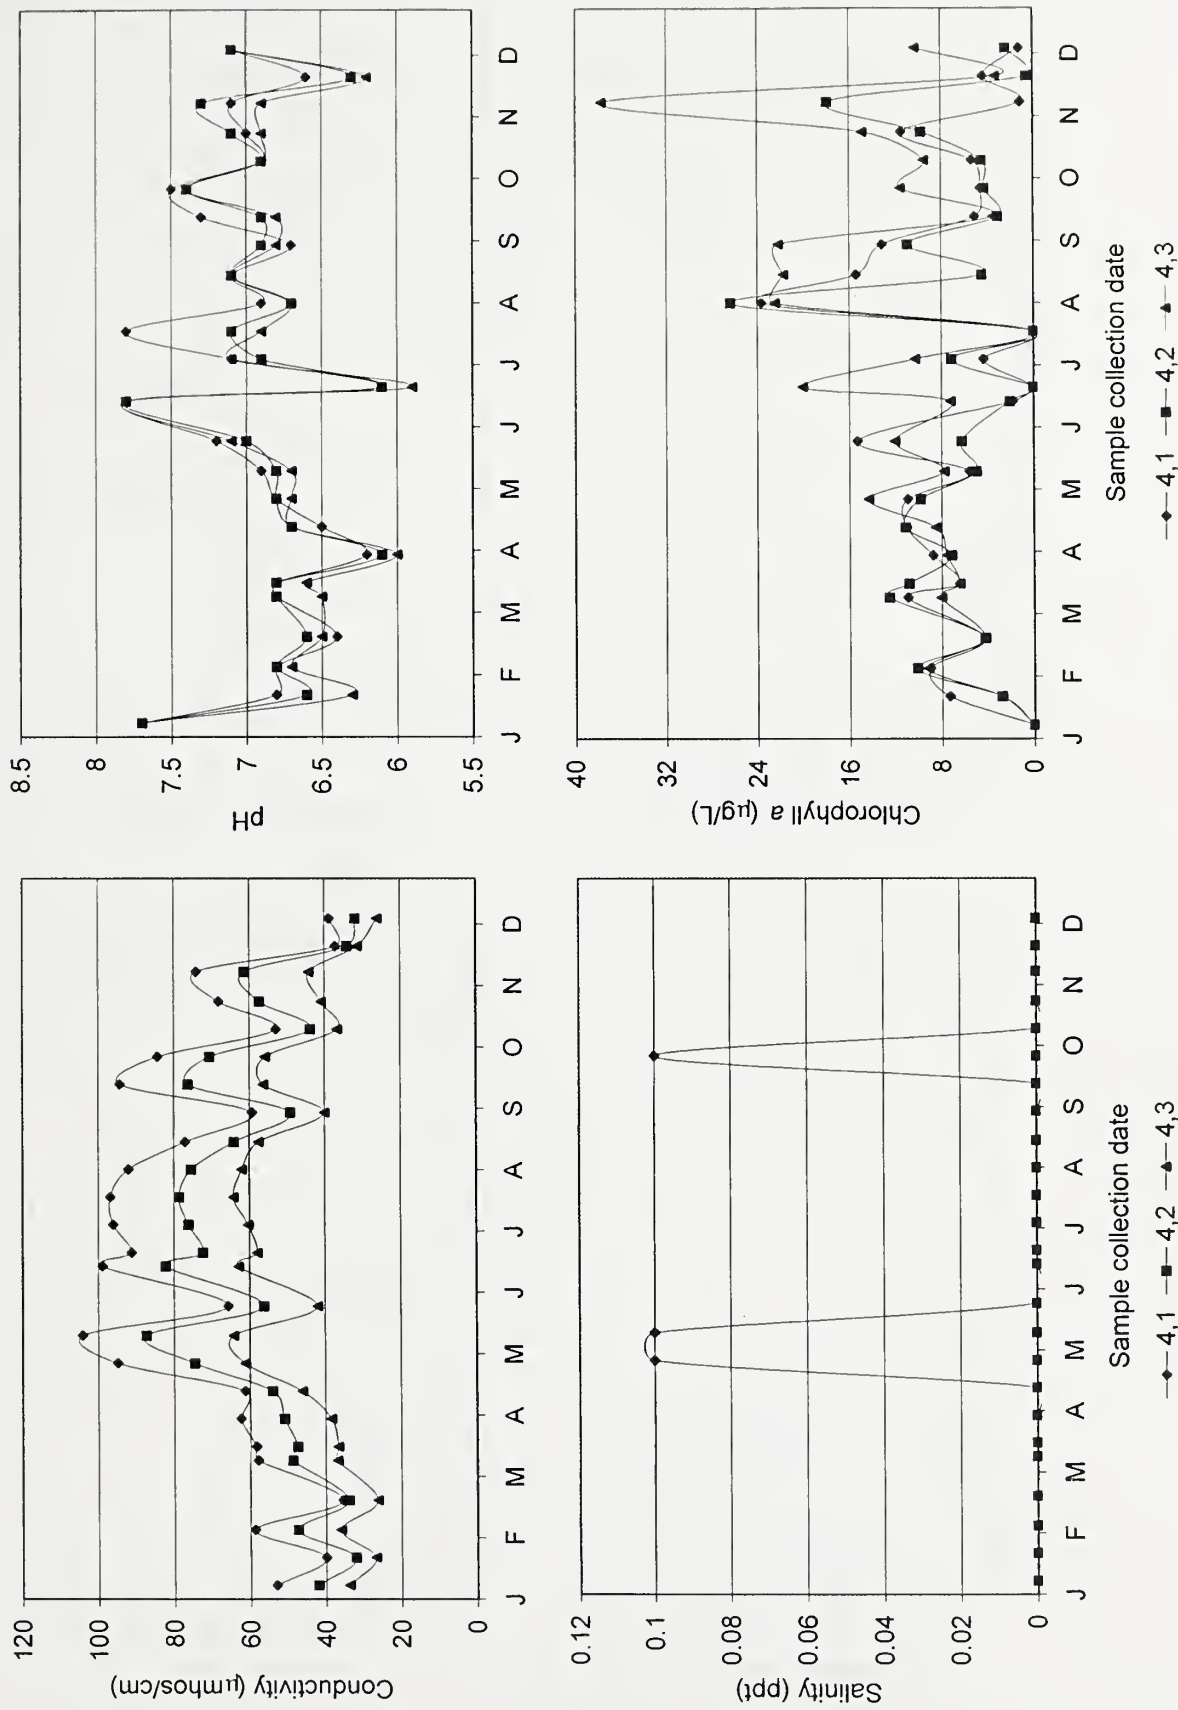 120
100
80
60
40
20
0
Conductivity (µmhos/cm)
J F M A M J J A S O N D
8.5
8
7.5
7
6.5
6
5.5
pH
J F M A M J J A S O N D
0.12
0.1
0.08
0.06
0.04
0.02
0
Salinity (ppt)
J F M A M J J A S O N D
Sample collection date
4,1 4,2 4,3
40
32
24
16
8
0
Chlorophyll a (µg/L)
J F M A M J J A S O N D
Sample collection date
4,1 4,2 4,3